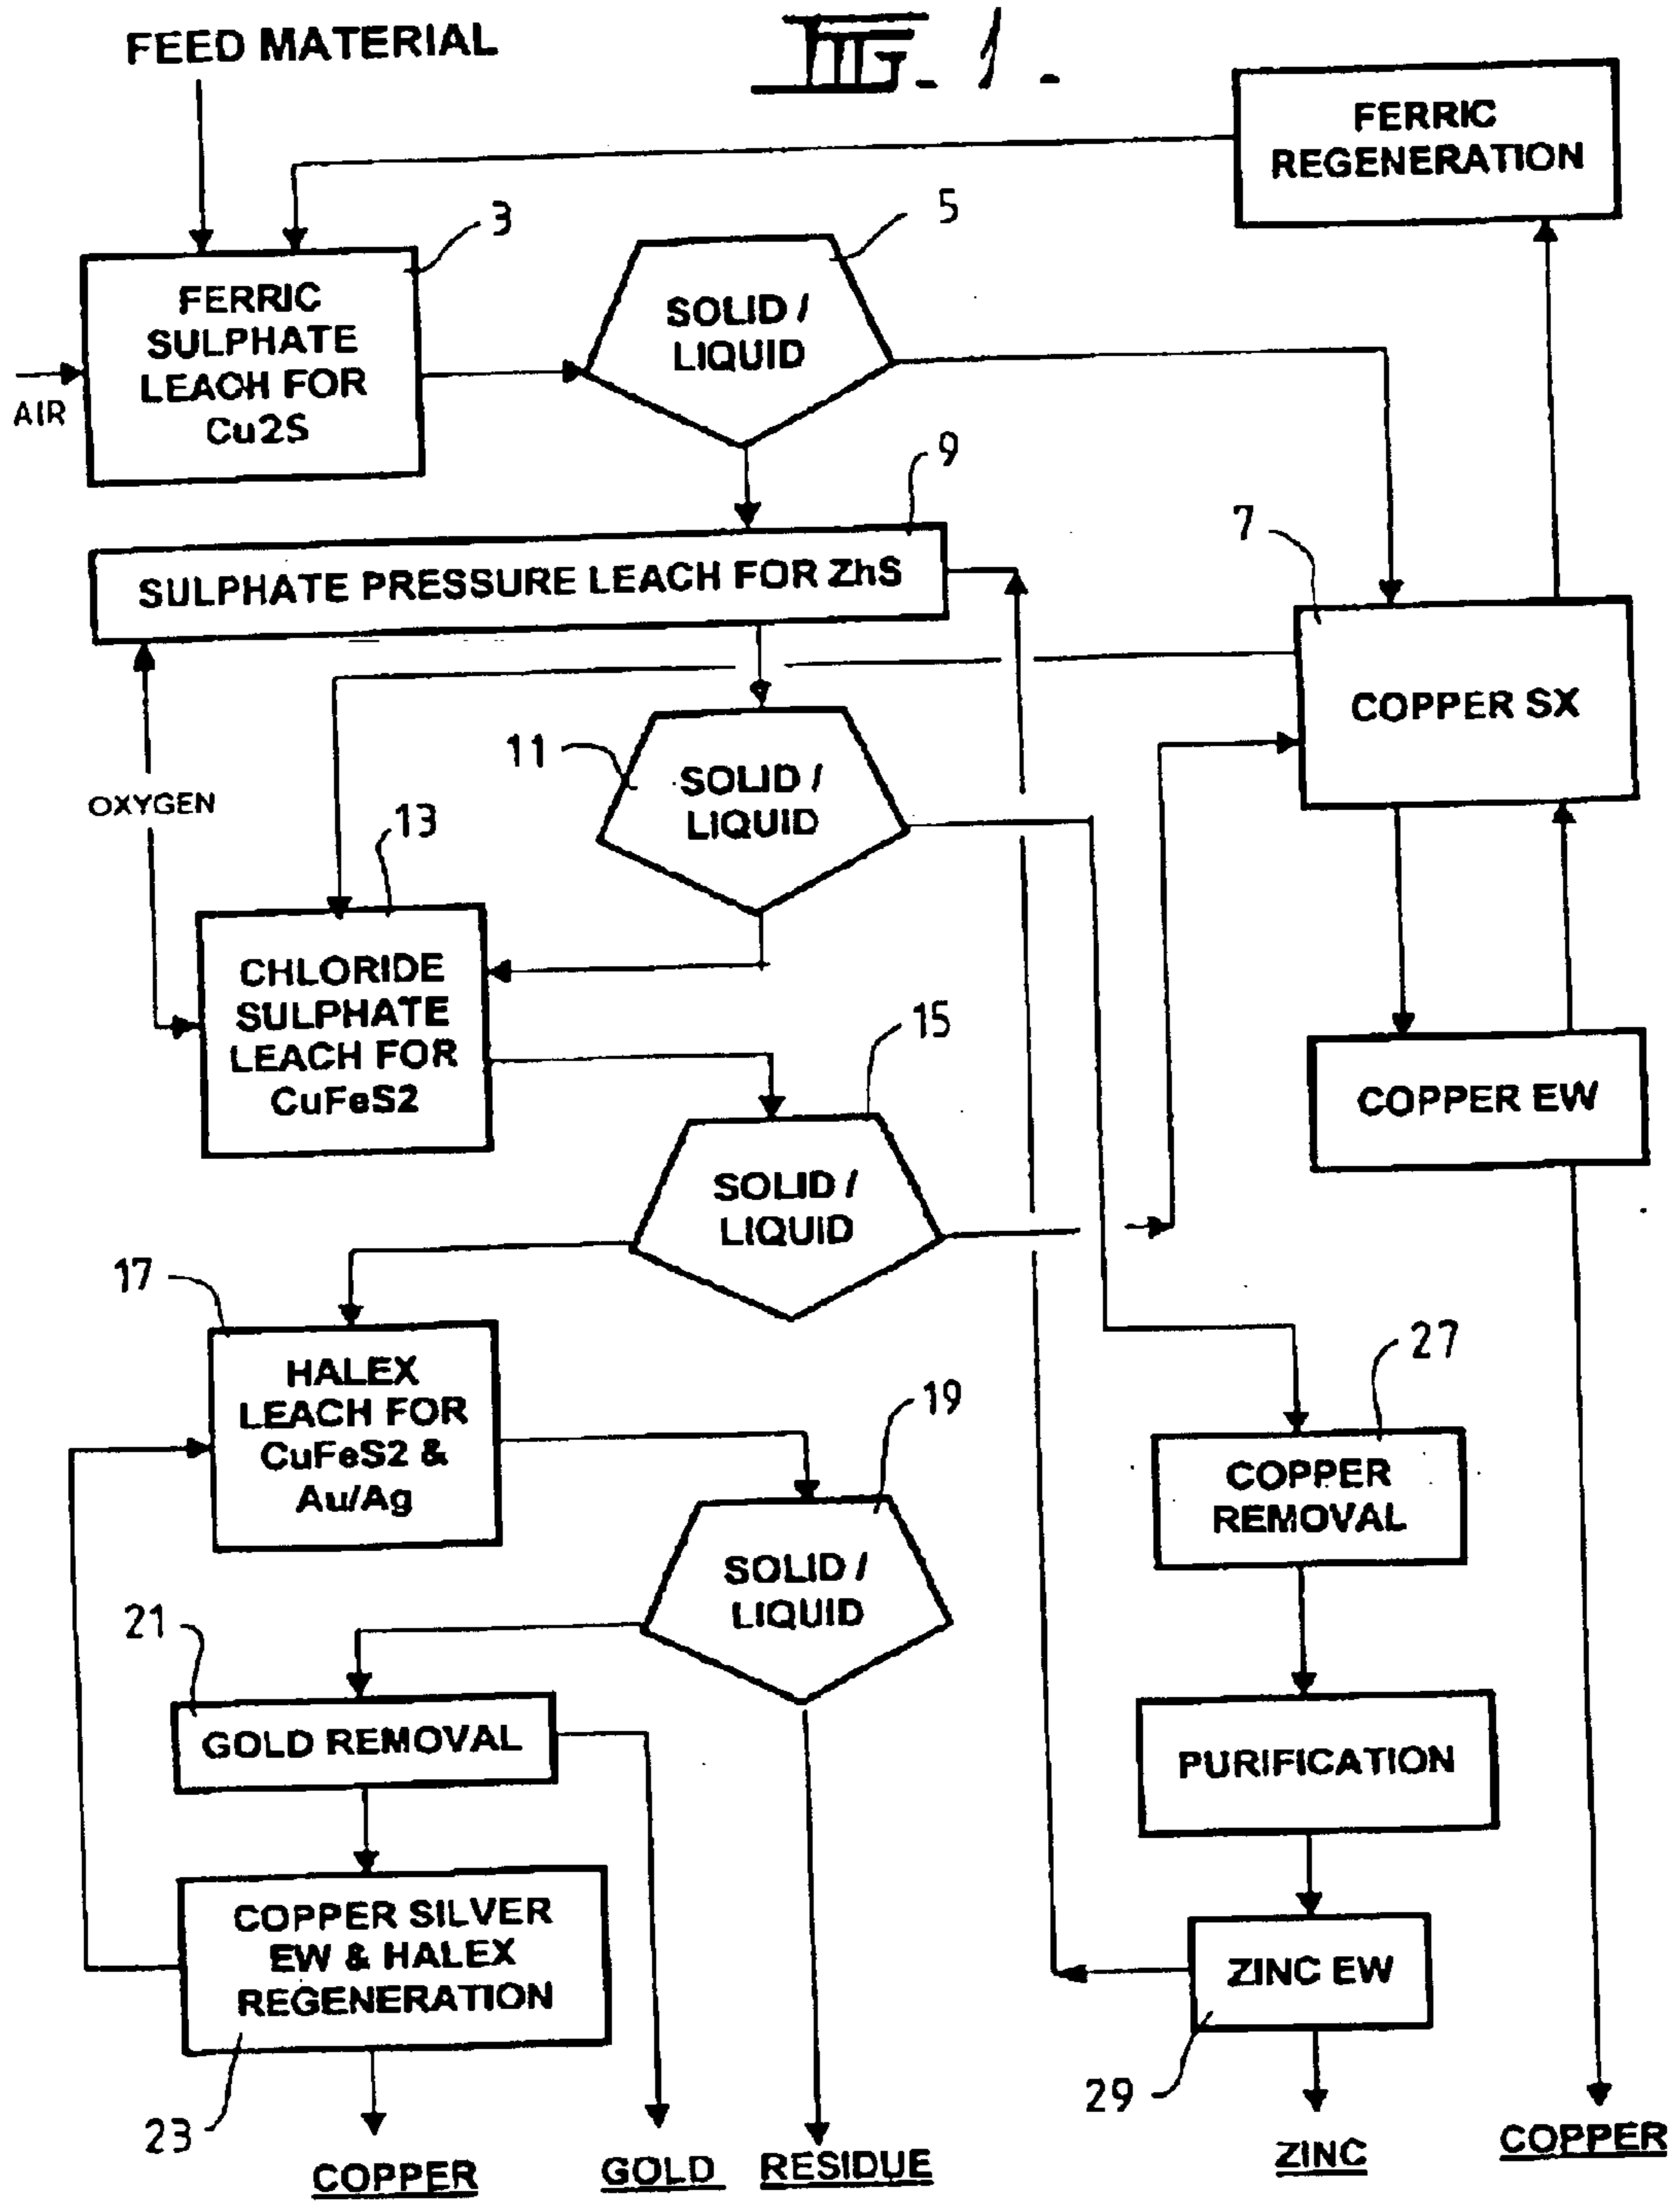 FEED MATERIAL
FIG. 1.
FERRIC
REGENERATION
3
5
FERRIC
SULPHATE
LEACH FOR
Cu2S
SOLID /
LIQUID
AIR
9
7
SULPHATE PRESSURE LEACH FOR ZhS
COPPER SX
11
SOLID /
LIQUID
OXYGEN
13
CHLORIDE
SULPHATE
LEACH FOR
CuFeS2
15
COPPER EW
SOLID /
LIQUID
17
27
HALEX
LEACH FOR
CuFeS2 &
Au/Ag
19
COPPER
REMOVAL
SOLID /
LIQUID
21
GOLD REMOVAL
PURIFICATION
COPPER SILVER
EW & HALEX
REGENERATION
ZINC EW
23
29
COPPER
GOLD
RESIDUE
ZINC
COPPER